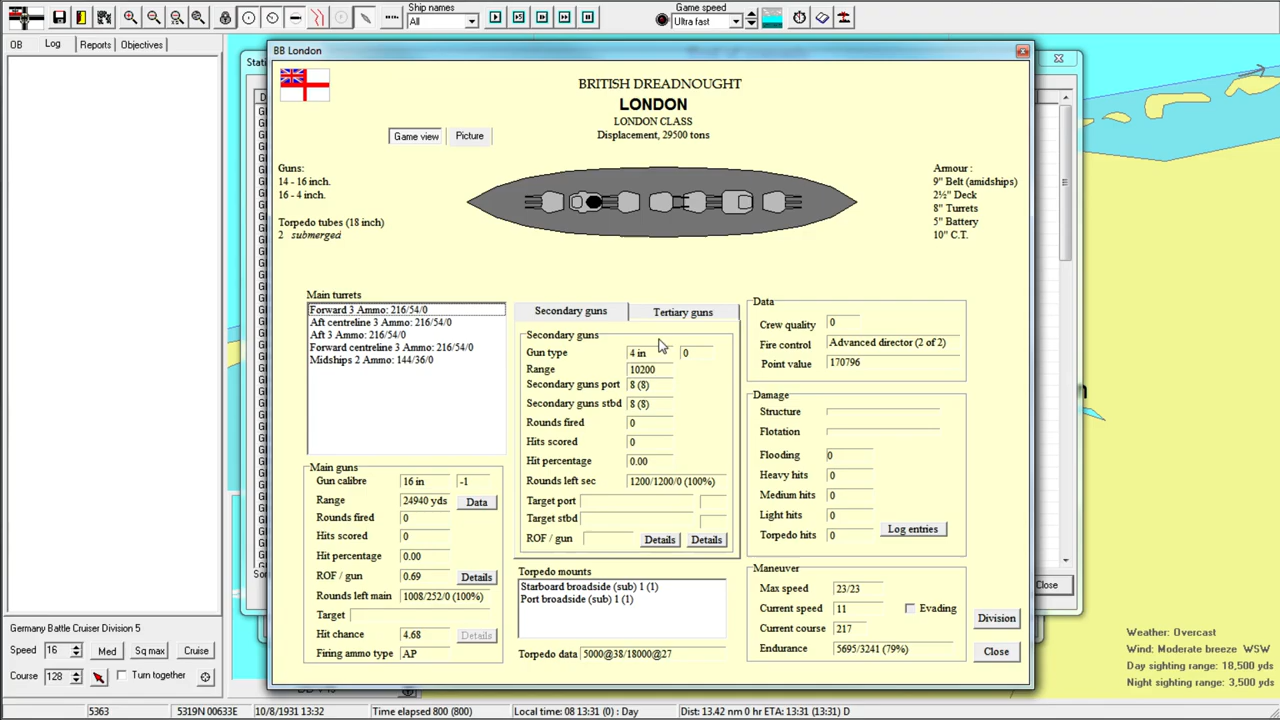 Ship names
All
Game speed
Ultra fast
OB
Log
Reports
Objectives
BB London
BRITISH DREADNOUGHT
LONDON
LONDON CLASS
Displacement, 29500 tons
Game view
Picture
Guns:
14 - 16 inch.
16 - 4 inch.
Torpedo tubes (18 inch)
2 submerged
Armour :
9" Belt (amidships)
2½" Deck
8" Turrets
5" Battery
10" C.T.
Main turrets
Forward 3 Ammo: 216/54/0
Aft centreline 3 Ammo: 216/54/0
Aft 3 Ammo: 216/54/0
Forward centreline 3 Ammo: 216/54/0
Midships 2 Ammo: 144/36/0
Main guns
Gun calibre 16 in -1
Range 24940 yds Data
Rounds fired 0
Hits scored 0
Hit percentage 0.00
ROF / gun 0.69 Details
Rounds left main 1008/252/0 (100%)
Target
Hit chance 4.68 Details
Firing ammo type AP
Secondary guns
Tertiary guns
Secondary guns
Gun type 4 in 0
Range 10200
Secondary guns port 8 (8)
Secondary guns stbd 8 (8)
Rounds fired 0
Hits scored 0
Hit percentage 0.00
Rounds left sec 1200/1200/0 (100%)
Target port
Target stbd
ROF / gun Details Details
Torpedo mounts
Starboard broadside (sub) 1 (1)
Port broadside (sub) 1 (1)
Torpedo data 5000@38/18000@27
Data
Crew quality 0
Fire control Advanced director (2 of 2)
Point value 170796
Damage
Structure
Flotation
Flooding 0
Heavy hits 0
Medium hits 0
Light hits 0
Torpedo hits 0
Log entries
Maneuver
Max speed 23/23
Current speed 11
Evading
Current course 217
Endurance 5695/3241 (79%)
Division
Close
Close
Germany Battle Cruiser Division 5
Speed 16 Med Sq max Cruise
Course 128 Turn together
Weather: Overcast
Wind: Moderate breeze WSW
Day sighting range: 18,500 yds
Night sighting range: 3,500 yds
5363
5319N 00633E
10/8/1931 13:32
Time elapsed 800 (800)
Local time: 08 13:31 () : Day
Dist: 13.42 nm 0 hr ETA: 13:31 (13:31) D